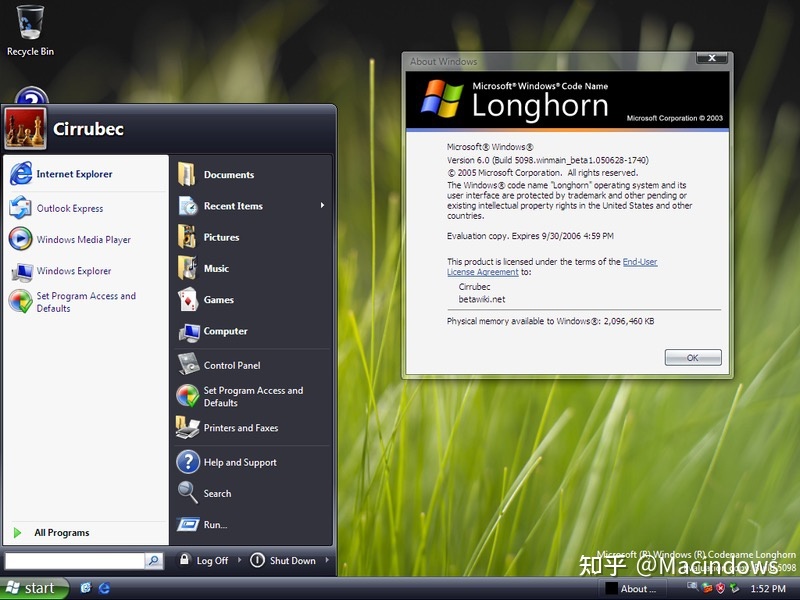 Recycle Bin
Cirrubec
Internet Explorer
Outlook Express
Windows Media Player
Windows Explorer
Set Program Access and
Defaults
All Programs
Documents
Recent Items
Pictures
Music
Games
Computer
Control Panel
Set Program Access and
Defaults
Printers and Faxes
Help and Support
Search
Run...
Log Off
Shut Down
About Windows
Microsoft® Windows® Code Name
Longhorn
Microsoft Corporation © 2003
Microsoft® Windows®
Version 6.0 (Build 5098.winmain_beta1.050628-1740)
© 2005 Microsoft Corporation. All rights reserved.
The Windows® code name "Longhorn" operating system and its
user interface are protected by trademark and other pending or
existing intellectual property rights in the United States and other
countries.
Evaluation copy. Expires 9/30/2006 4:59 PM
This product is licensed under the terms of the End-User
License Agreement to:
Cirrubec
betawiki.net
Physical memory available to Windows®: 2,096,460 KB
OK
Microsoft (R) Windows (R) Codename Longhorn
5098
知乎 @MacIndows
start
About ...
1:52 PM